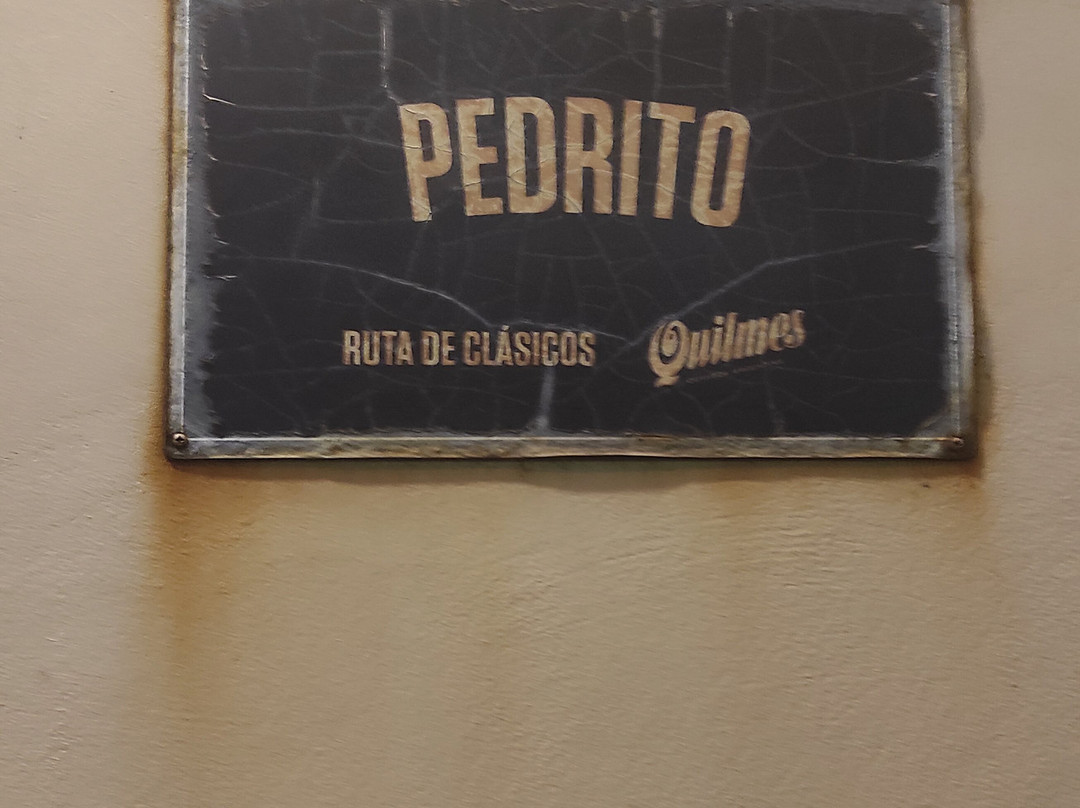 PEDRITO
RUTA DE CLÁSICOS
Quilmes